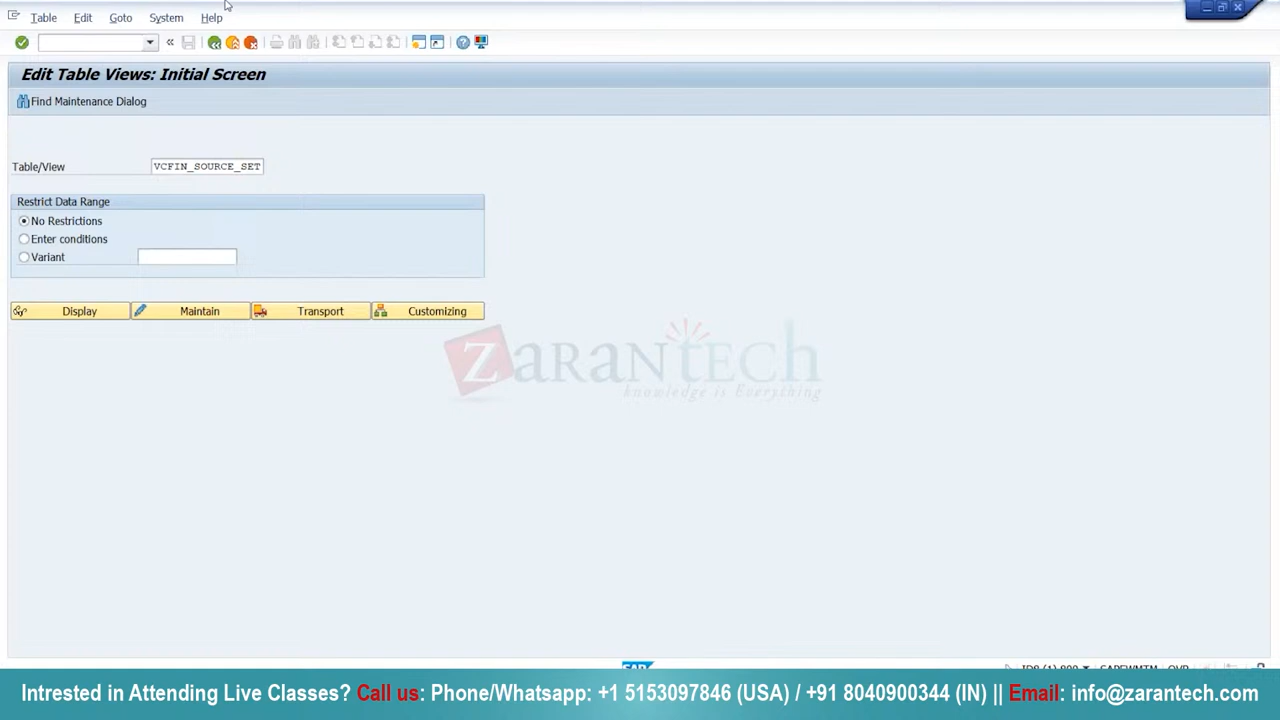 Table Edit Goto System Help
Edit Table Views: Initial Screen
Find Maintenance Dialog
Table/View VCFIN_SOURCE_SET
Restrict Data Range
No Restrictions
Enter conditions
Variant
Display Maintain Transport Customizing
ZaranTech
knowledge is Everything
SAP
Intrested in Attending Live Classes? Call us: Phone/Whatsapp: +1 5153097846 (USA) / +91 8040900344 (IN) || Email: info@zarantech.com